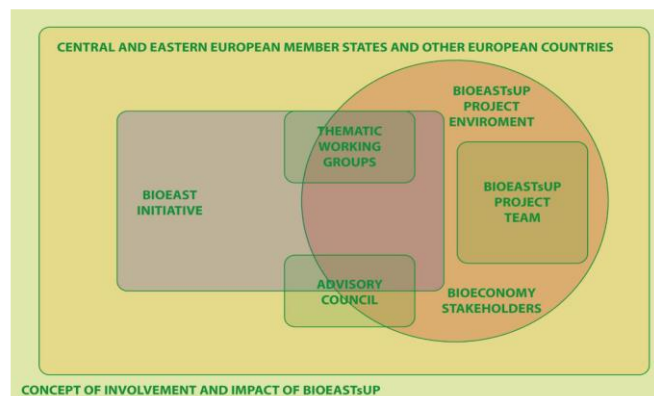 CENTRAL AND EASTERN EUROPEAN MEMBER STATES AND OTHER EUROPEAN COUNTRIES
BIOEASTsUP
PROJECT
ENVIROMENT
THEMATIC
WORKING
GROUPS
BIOEAST
INITIATIVE
BIOEASTsUP
PROJECT
TEAM
ADVISORY
COUNCIL
BIOECONOMY
STAKEHOLDERS
CONCEPT OF INVOLVEMENT AND IMPACT OF BIOEASTsUP